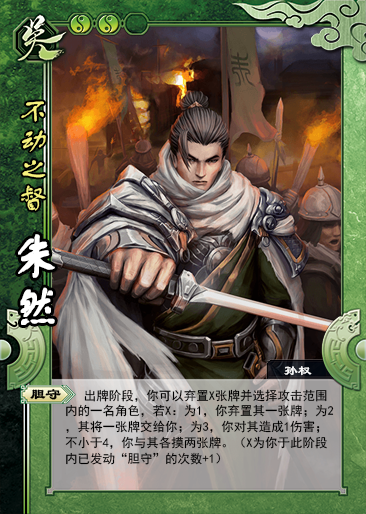 吴
不动之督
朱然
朱
孙权
胆守
出牌阶段，你可以弃置X张牌并选择攻击范围
内的一名角色，若X：为1，你弃置其一张牌；为2
，其将一张牌交给你；为3，你对其造成1伤害；
不小于4，你与其各摸两张牌。（X为你于此阶段
内已发动“胆守”的次数+1）